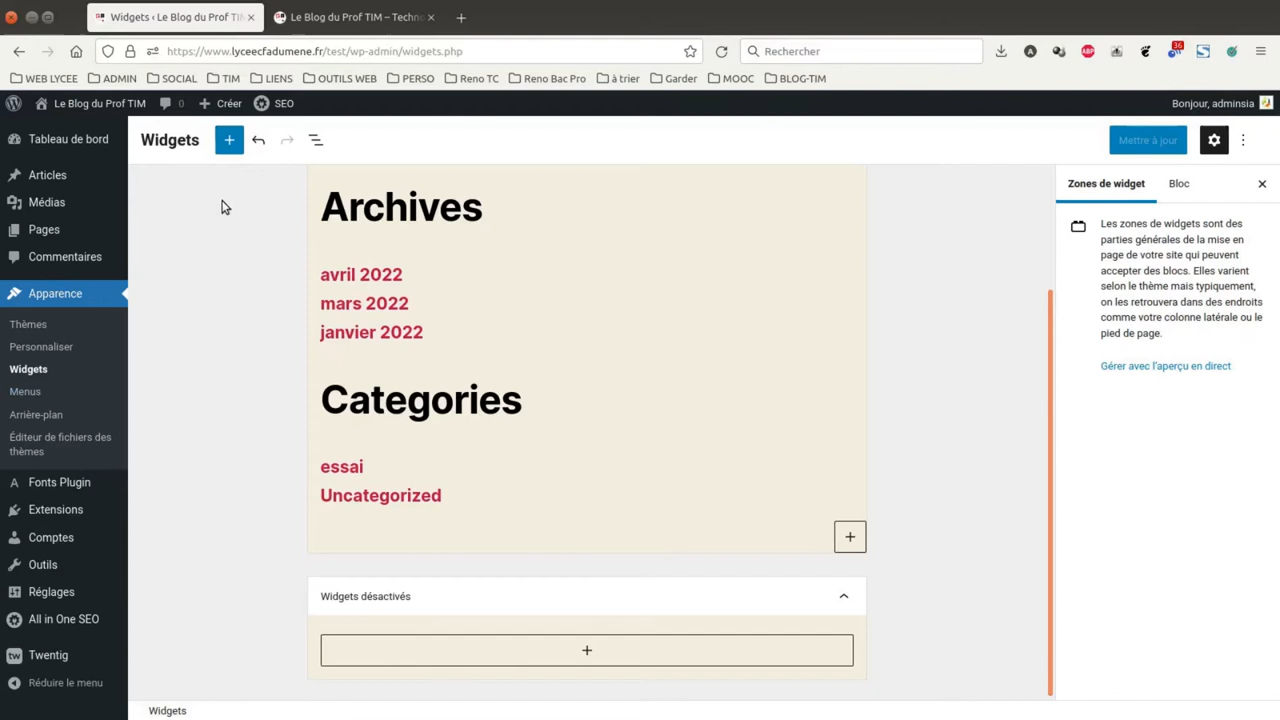 Widgets ‹ Le Blog du Prof TIM
Le Blog du Prof TIM – Techno
https://www.lyceecfadumene.fr/test/wp-admin/widgets.php
Rechercher
36
WEB LYCEE
ADMIN
SOCIAL
TIM
LIENS
OUTILS WEB
PERSO
Reno TC
Reno Bac Pro
à trier
Garder
MOOC
BLOG-TIM
Le Blog du Prof TIM
0
Créer
SEO
Bonjour, adminsia
Tableau de bord
Articles
Médias
Pages
Commentaires
Apparence
Thèmes
Personnaliser
Widgets
Menus
Arrière-plan
Éditeur de fichiers des
thèmes
Fonts Plugin
Extensions
Comptes
Outils
Réglages
All in One SEO
Twentig
Réduire le menu
Widgets
Mettre à jour
Archives
avril 2022
mars 2022
janvier 2022
Categories
essai
Uncategorized
Widgets désactivés
Zones de widget
Bloc
Les zones de widgets sont des
parties générales de la mise en
page de votre site qui peuvent
accepter des blocs. Elles varient
selon le thème mais typiquement,
on les retrouvera dans des endroits
comme votre colonne latérale ou le
pied de page.
Gérer avec l'aperçu en direct
Widgets